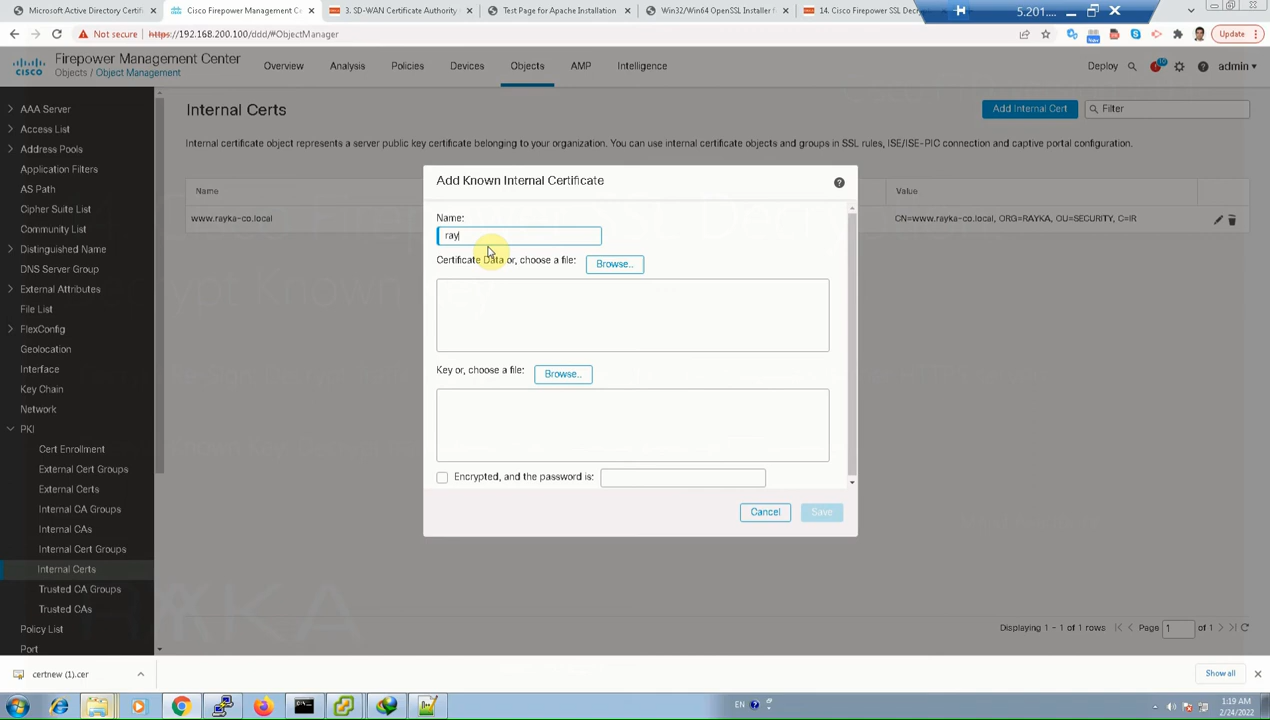 Microsoft Active Directory Certific
Cisco Firepower Management Ce
3. SD-WAN Certificate Authority
Test Page for Apache Installation
Win32/Win64 OpenSSL Installer f
14. Cisco Firepower SSL Dec
5.201....
Not secure
https://192.168.200.100/ddd/#ObjectManager
Update
Firepower Management Center
Objects / Object Management
cisco
Overview
Analysis
Policies
Devices
Objects
AMP
Intelligence
Deploy
admin
AAA Server
Access List
Address Pools
Application Filters
AS Path
Cipher Suite List
Community List
Distinguished Name
DNS Server Group
External Attributes
File List
FlexConfig
Geolocation
Interface
Key Chain
Network
PKI
Cert Enrollment
External Cert Groups
External Certs
Internal CA Groups
Internal CAs
Internal Cert Groups
Internal Certs
Trusted CA Groups
Trusted CAs
Policy List
Port
Internal Certs
Add Internal Cert
Filter
Internal certificate object represents a server public key certificate belonging to your organization. You can use internal certificate objects and groups in SSL rules, ISE/ISE-PIC connection and captive portal configuration.
Name
Value
www.rayka-co.local
CN=www.rayka-co.local, ORG=RAYKA, OU=SECURITY, C=IR
Add Known Internal Certificate
Name:
ray
Certificate Data or, choose a file:
Browse..
Key or, choose a file:
Browse..
Encrypted, and the password is:
Cancel
Save
RAYKA
Displaying 1 - 1 of 1 rows
Page
1
of 1
certnew (1).cer
Show all
EN
1:19 AM
2/24/2022